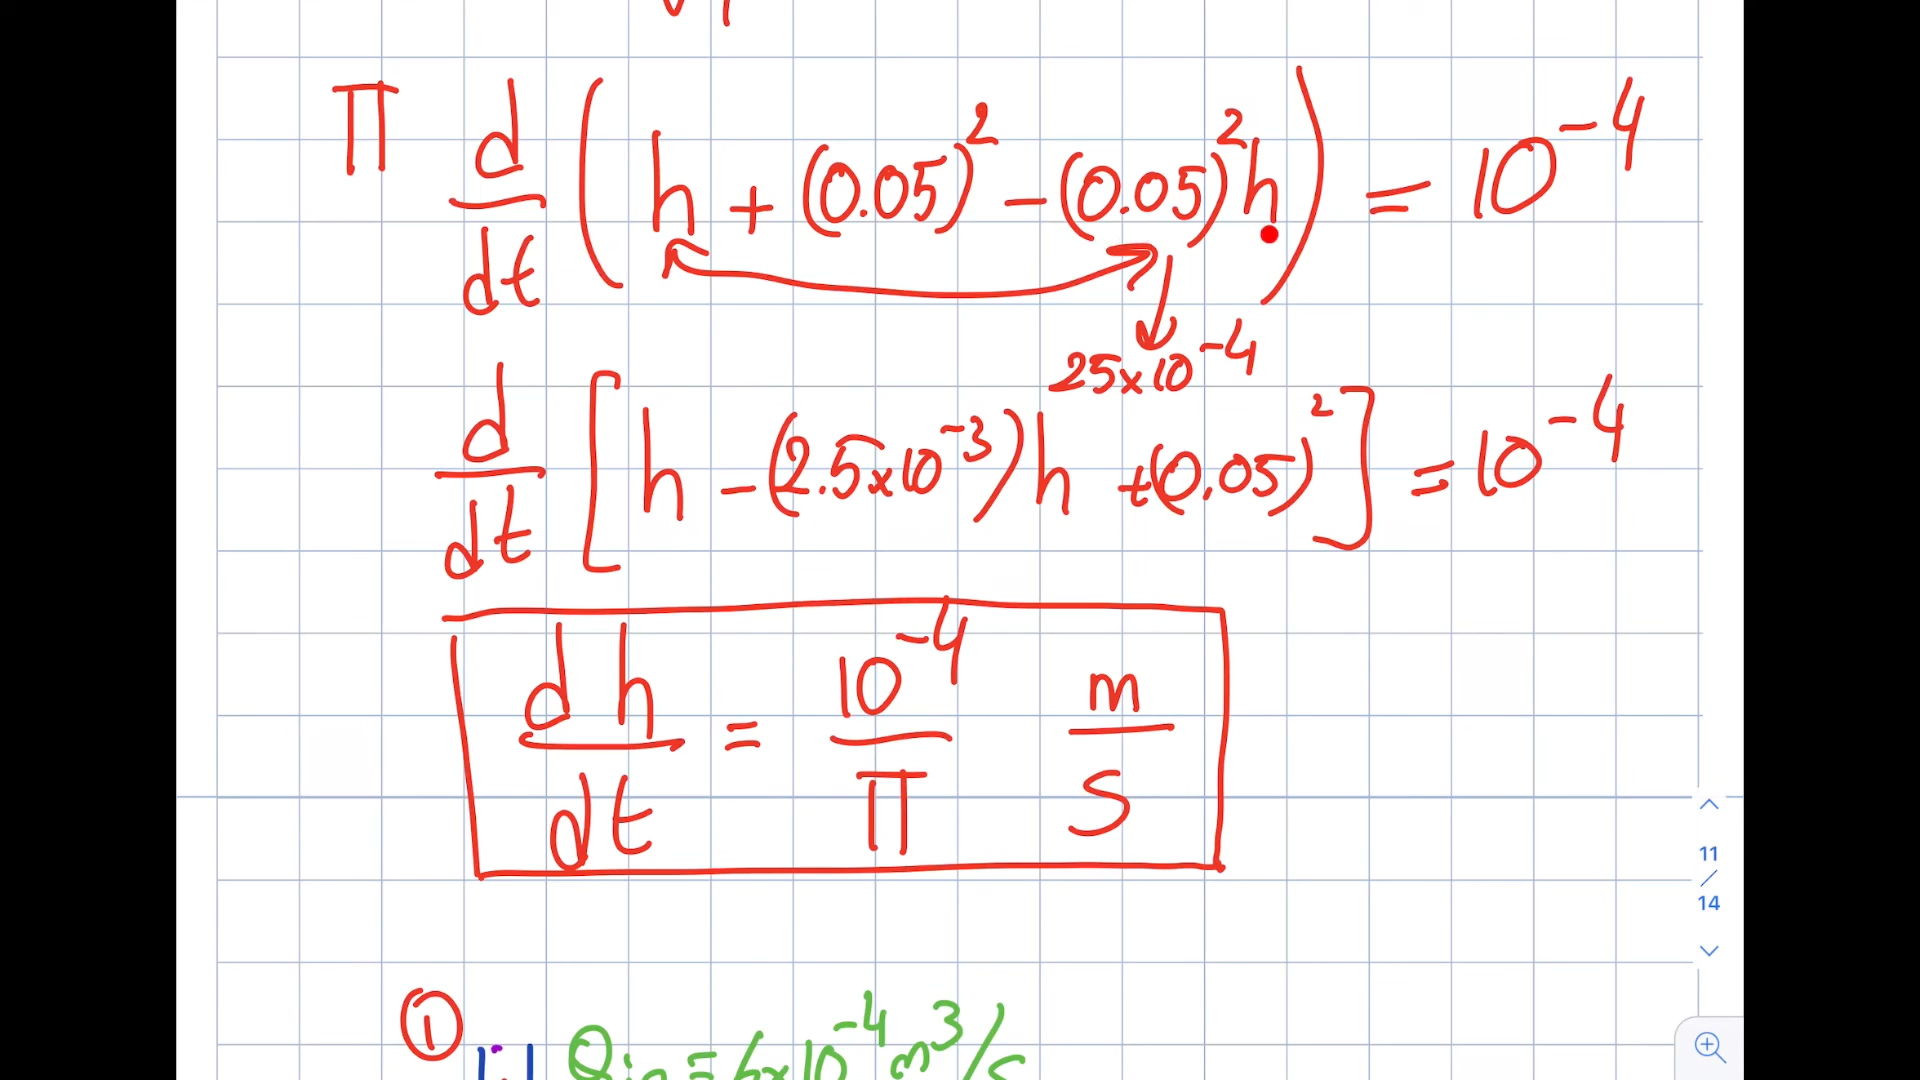 Π d/dt (h + (0.05)² − (0.05)²h) = 10⁻⁴
25×10⁻⁴
d/dt [h − (2.5×10⁻³)h + (0.05)²] = 10⁻⁴
dh/dt = 10⁻⁴/Π m/s
11
/
14
①